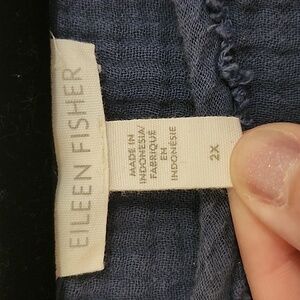 EILEEN FISHER
MADE IN
INDONESIA/
FABRIQUÉ
EN
INDONÉSIE
2X